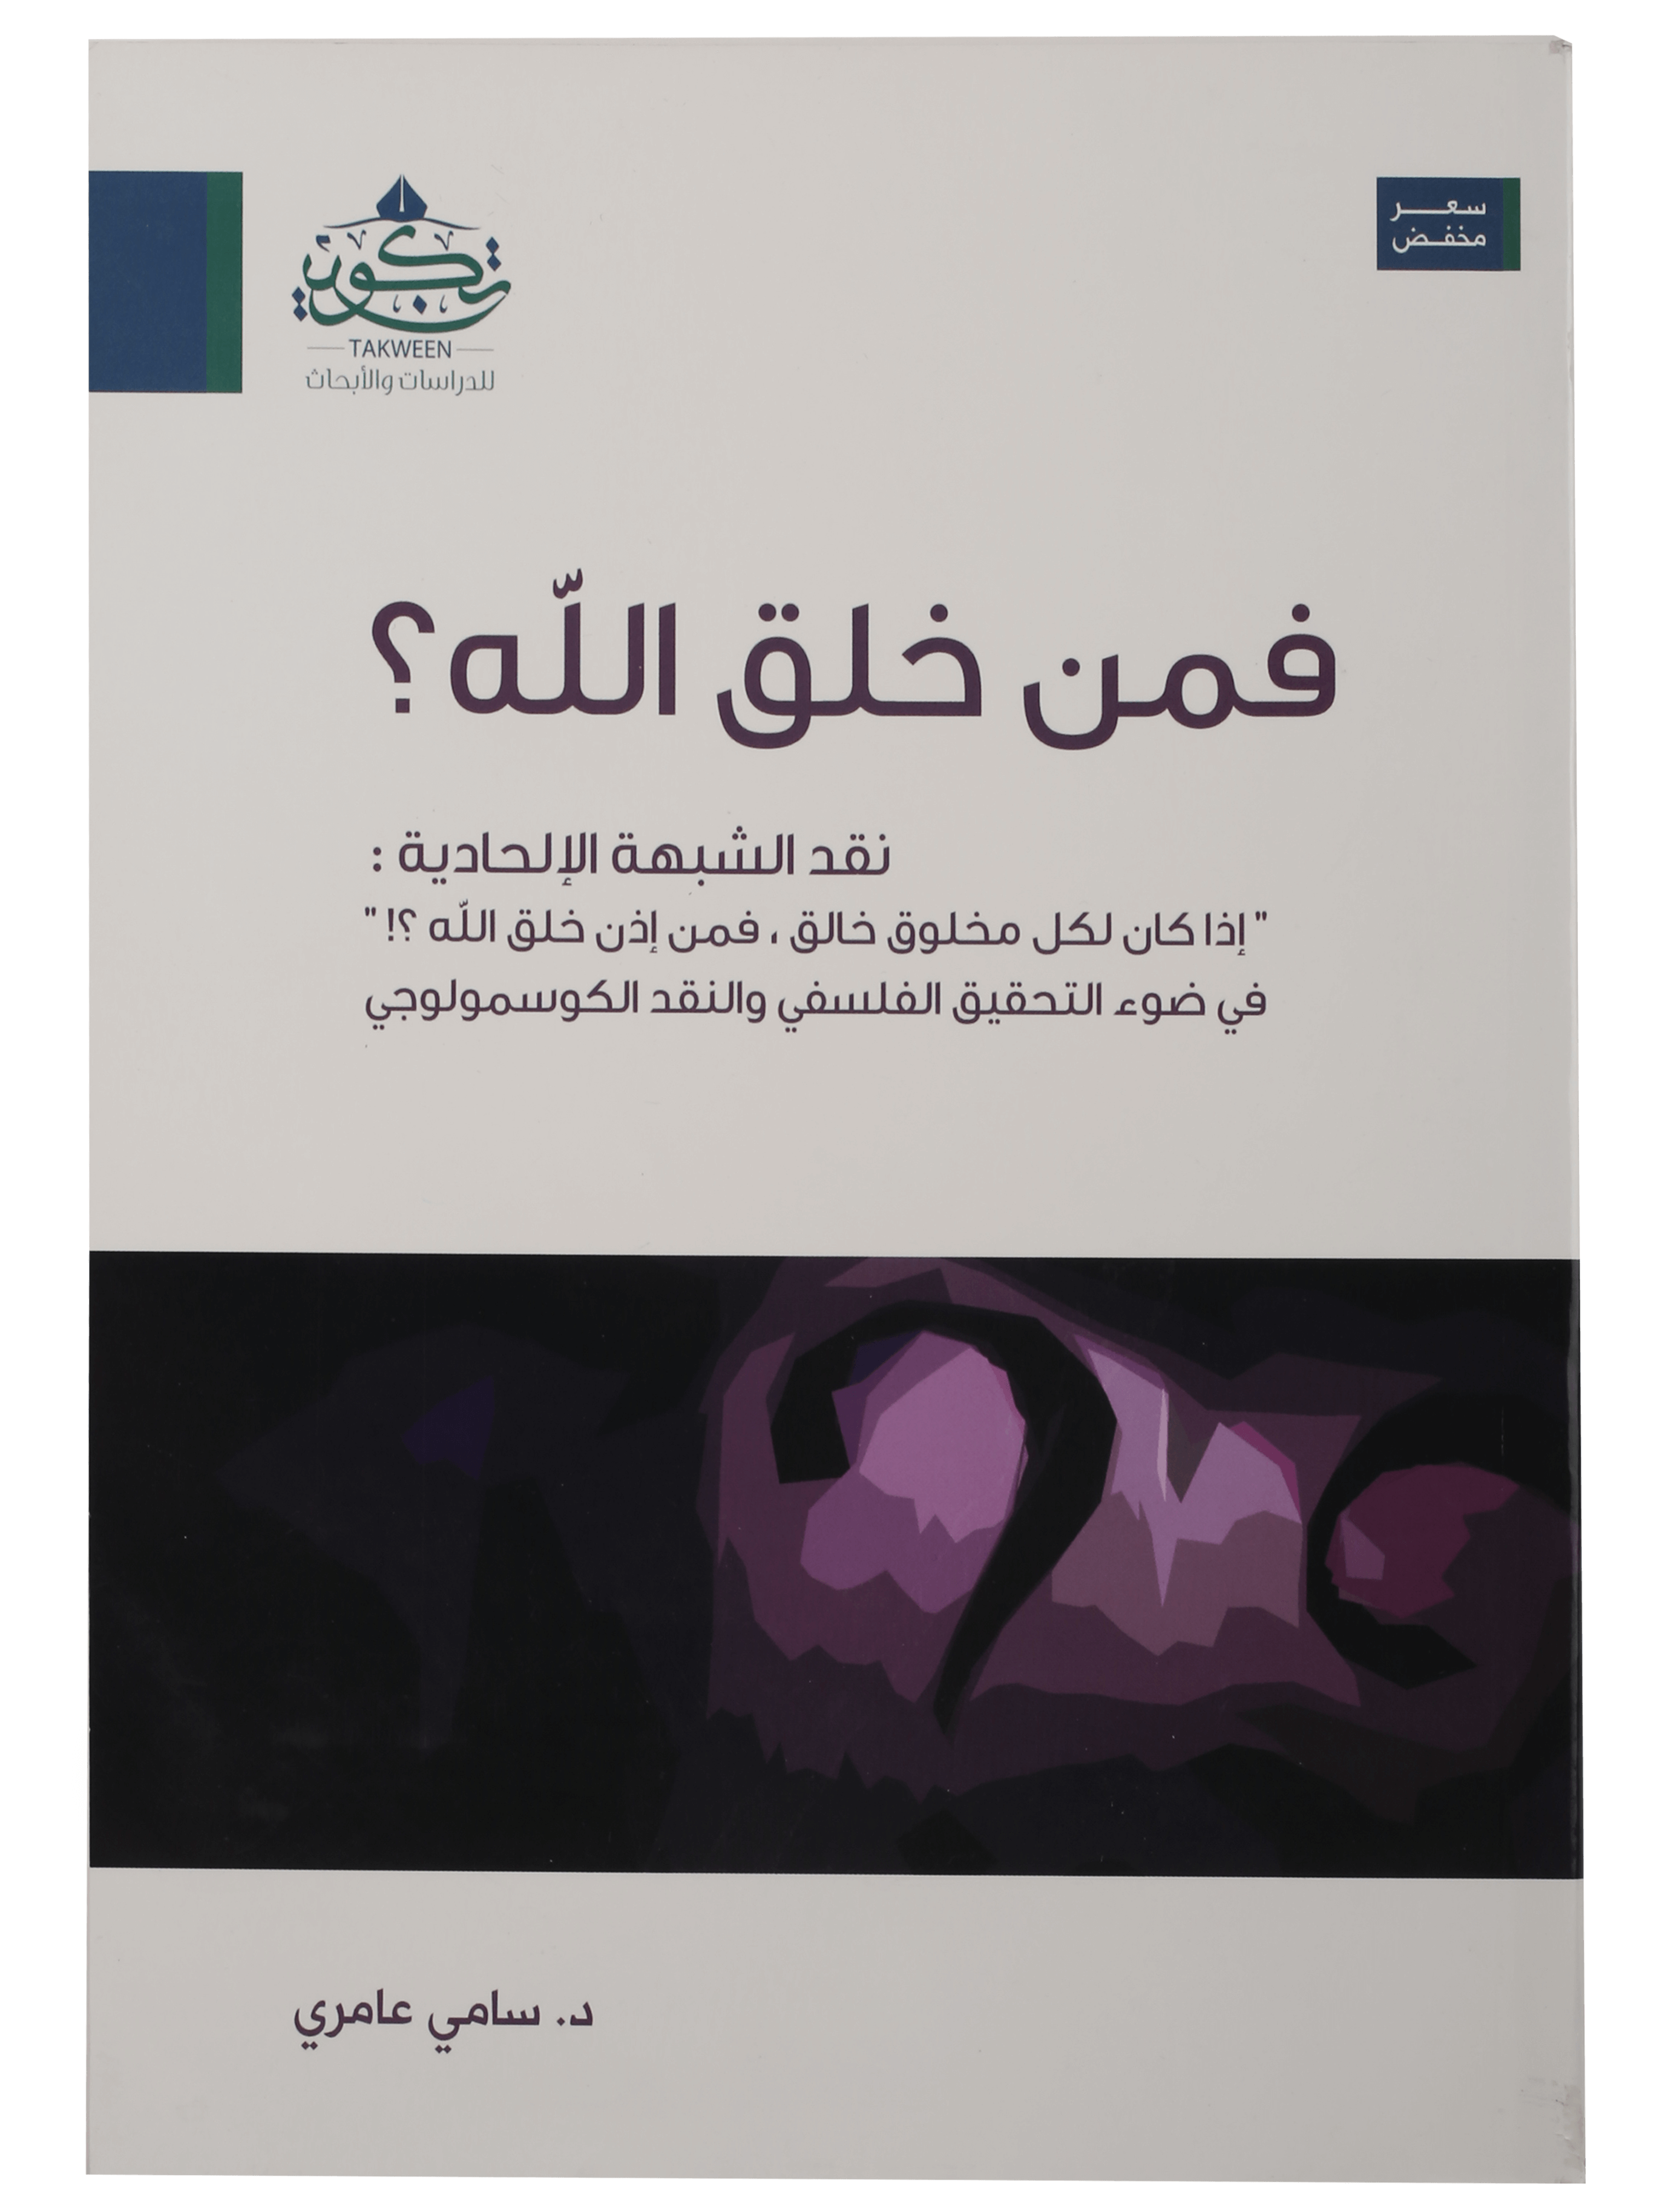 سعر
مخفض
تكوين
TAKWEEN
للدراسات والأبحاث
فمن خلق اللّه؟
نقد الشبهة الإلحادية :
" إذا كان لكل مخلوق خالق ، فمن إذن خلق اللّه ؟! "
في ضوء التحقيق الفلسفي والنقد الكوسمولوجي
د. سامي عامري